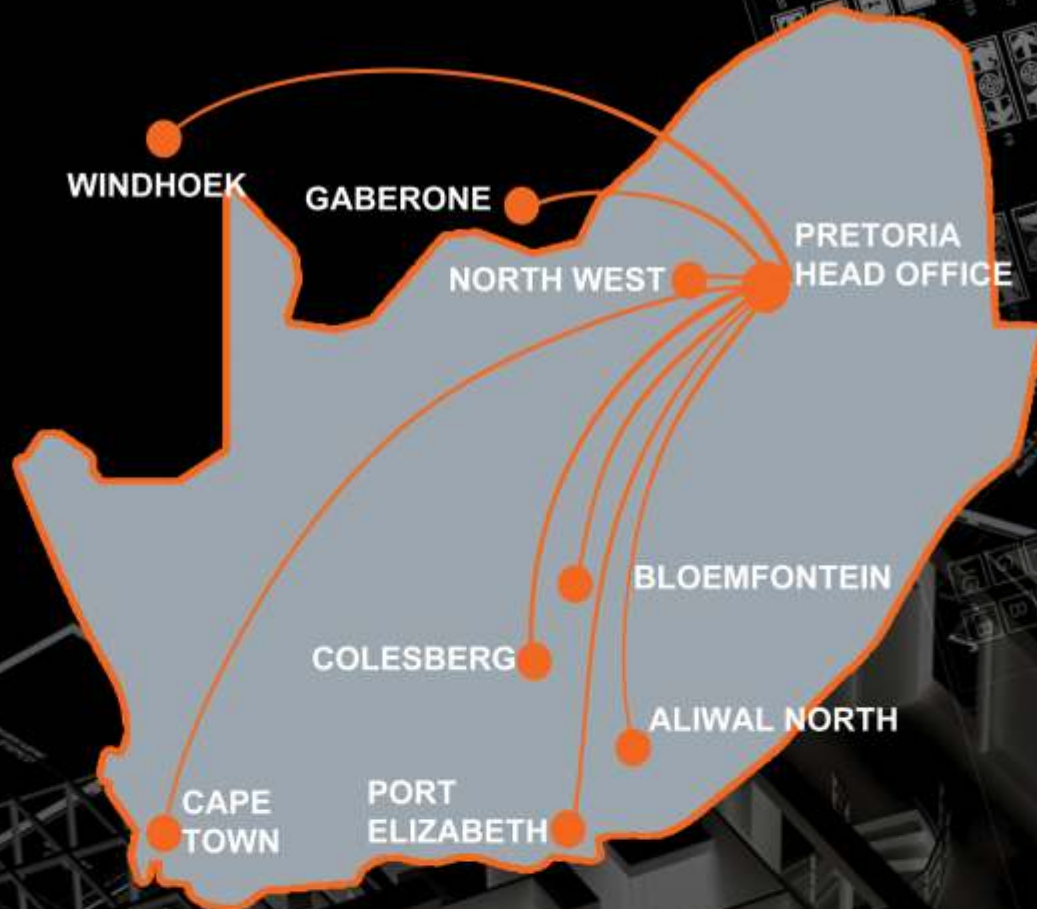 WINDHOEK
GABERONE
PRETORIA
HEAD OFFICE
NORTH WEST
BLOEMFONTEIN
COLESBERG
ALIWAL NORTH
CAPE
TOWN
PORT
ELIZABETH